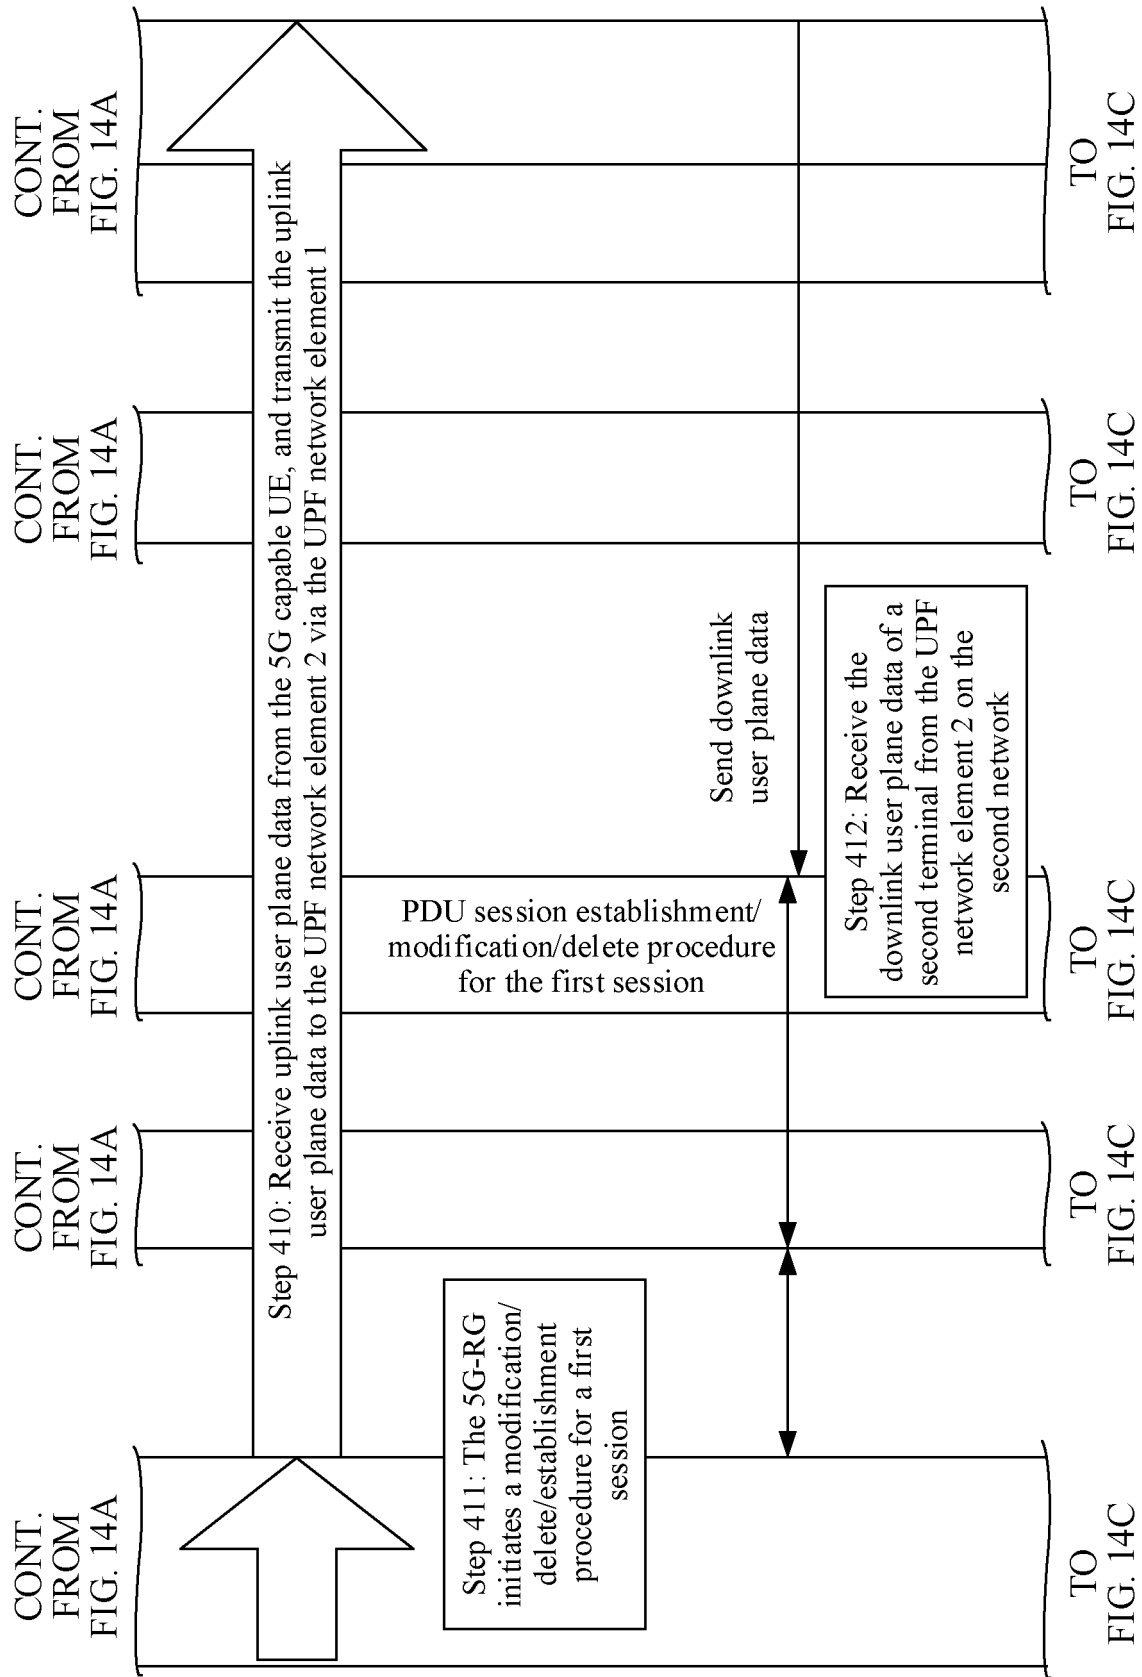 CONT.
FROM
FIG. 14A
CONT.
FROM
FIG. 14A
CONT.
FROM
FIG. 14A
CONT.
FROM
FIG. 14A
CONT.
FROM
FIG. 14A
Step 410: Receive uplink user plane data from the 5G capable UE, and transmit the uplink
user plane data to the UPF network element 2 via the UPF network element 1
Step 411: The 5G-RG
initiates a modification/
delete/establishment
procedure for a first
session
PDU session establishment/
modification/delete procedure
for the first session
Send downlink
user plane data
Step 412: Receive the
downlink user plane data of a
second terminal from the UPF
network element 2 on the
second network
TO
FIG. 14C
TO
FIG. 14C
TO
FIG. 14C
TO
FIG. 14C
TO
FIG. 14C